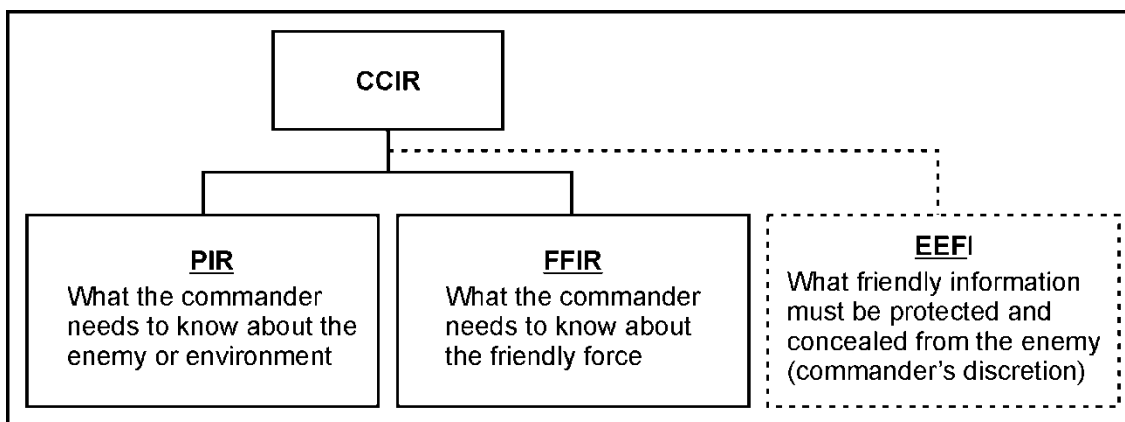 CCIR
PIR
What the commander
needs to know about the
enemy or environment
FFIR
What the commander
needs to know about
the friendly force
EEFI
What friendly information
must be protected and
concealed from the enemy
(commander's discretion)